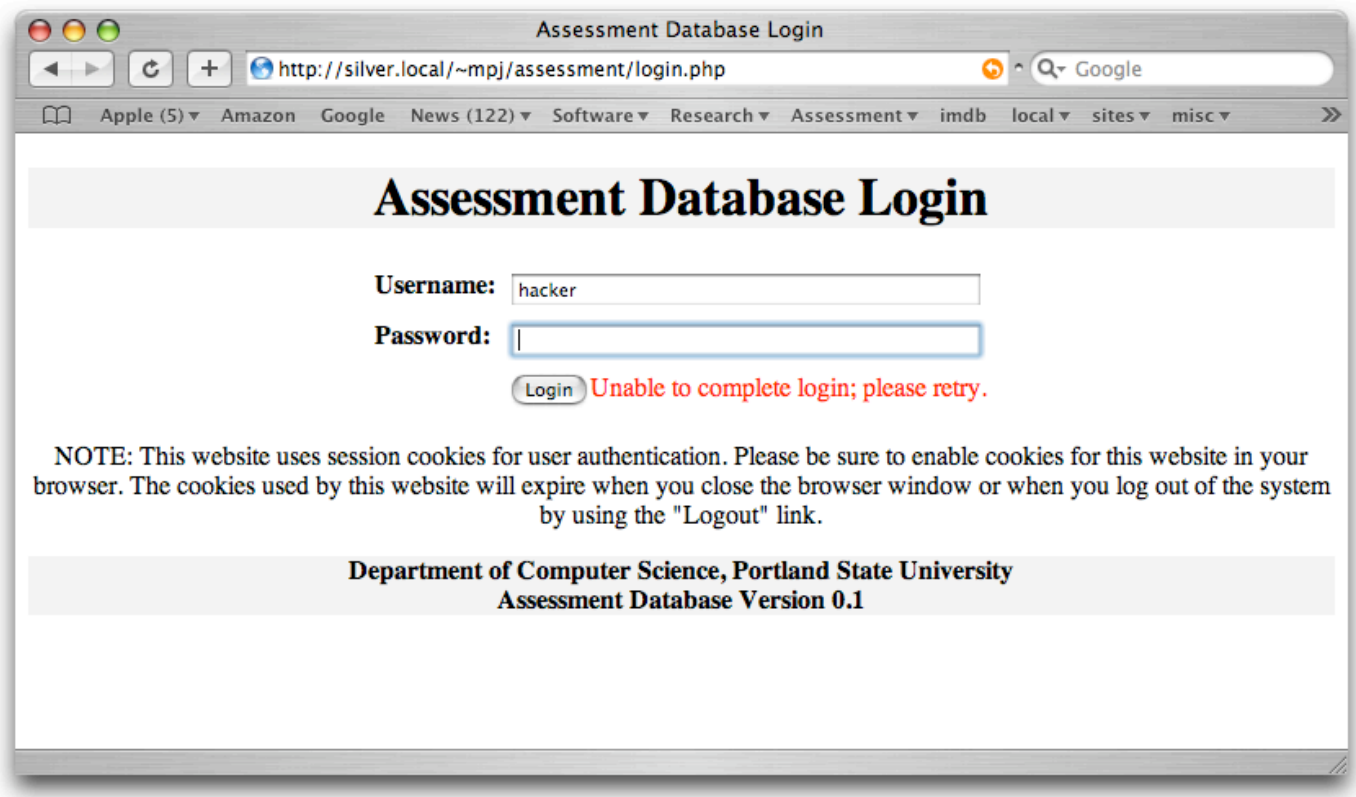 Assessment Database Login
http://silver.local/~mpj/assessment/login.php
Google
Apple (5) Amazon Google News (122) Software Research Assessment imdb local sites misc
Assessment Database Login
Username: hacker
Password:
Login Unable to complete login; please retry.
NOTE: This website uses session cookies for user authentication. Please be sure to enable cookies for this website in your
browser. The cookies used by this website will expire when you close the browser window or when you log out of the system
by using the "Logout" link.
Department of Computer Science, Portland State University
Assessment Database Version 0.1